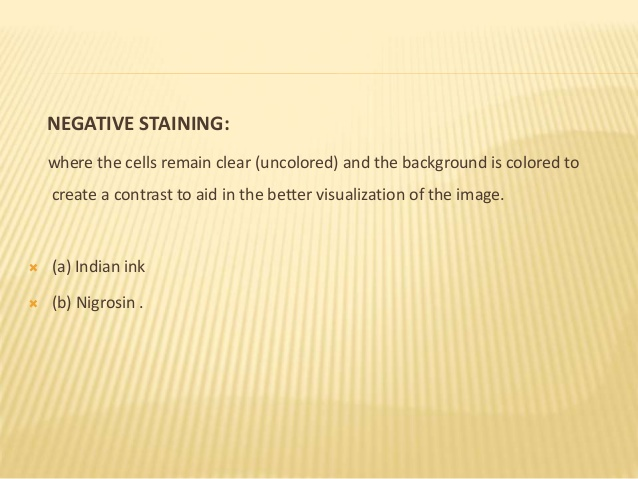 NEGATIVE STAINING:
where the cells remain clear (uncolored) and the background is colored to
create a contrast to aid in the better visualization of the image.
(a) Indian ink
(b) Nigrosin .